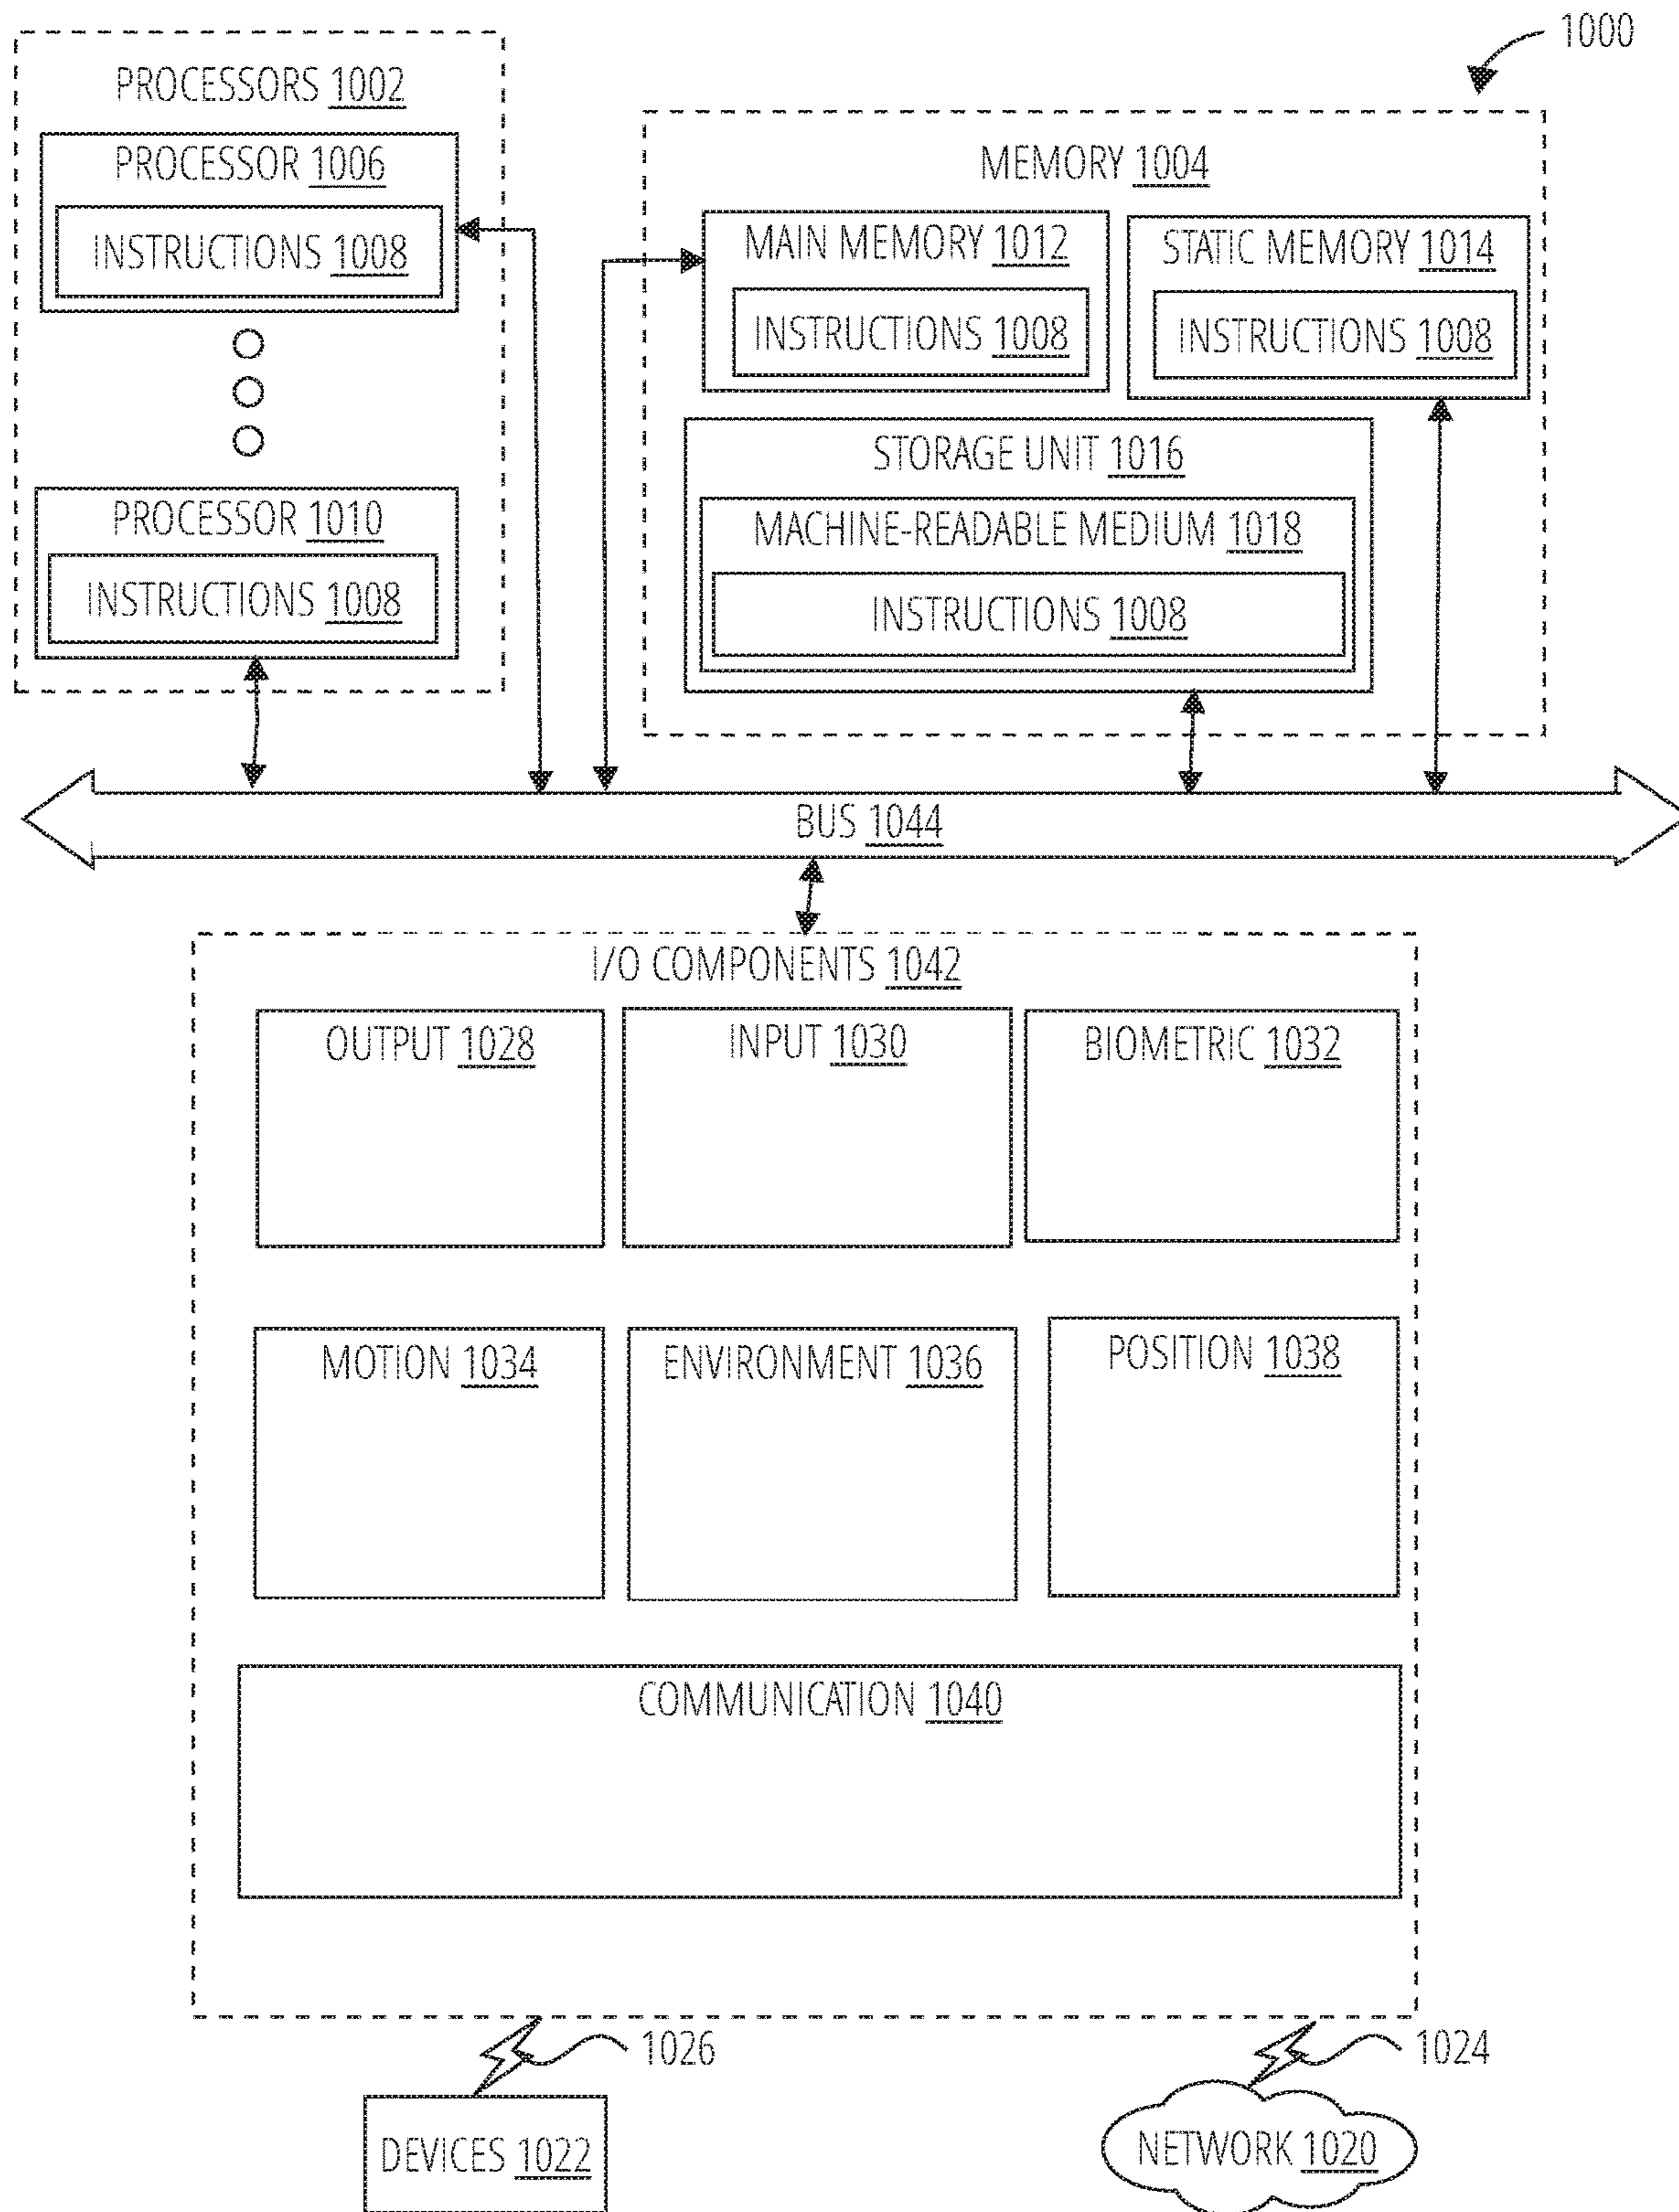 1000
PROCESSORS 1002
PROCESSOR 1006
INSTRUCTIONS 1008
PROCESSOR 1010
INSTRUCTIONS 1008
MEMORY 1004
MAIN MEMORY 1012
INSTRUCTIONS 1008
STATIC MEMORY 1014
INSTRUCTIONS 1008
STORAGE UNIT 1016
MACHINE-READABLE MEDIUM 1018
INSTRUCTIONS 1008
BUS 1044
I/O COMPONENTS 1042
OUTPUT 1028
INPUT 1030
BIOMETRIC 1032
MOTION 1034
ENVIRONMENT 1036
POSITION 1038
COMMUNICATION 1040
1026
1024
DEVICES 1022
NETWORK 1020